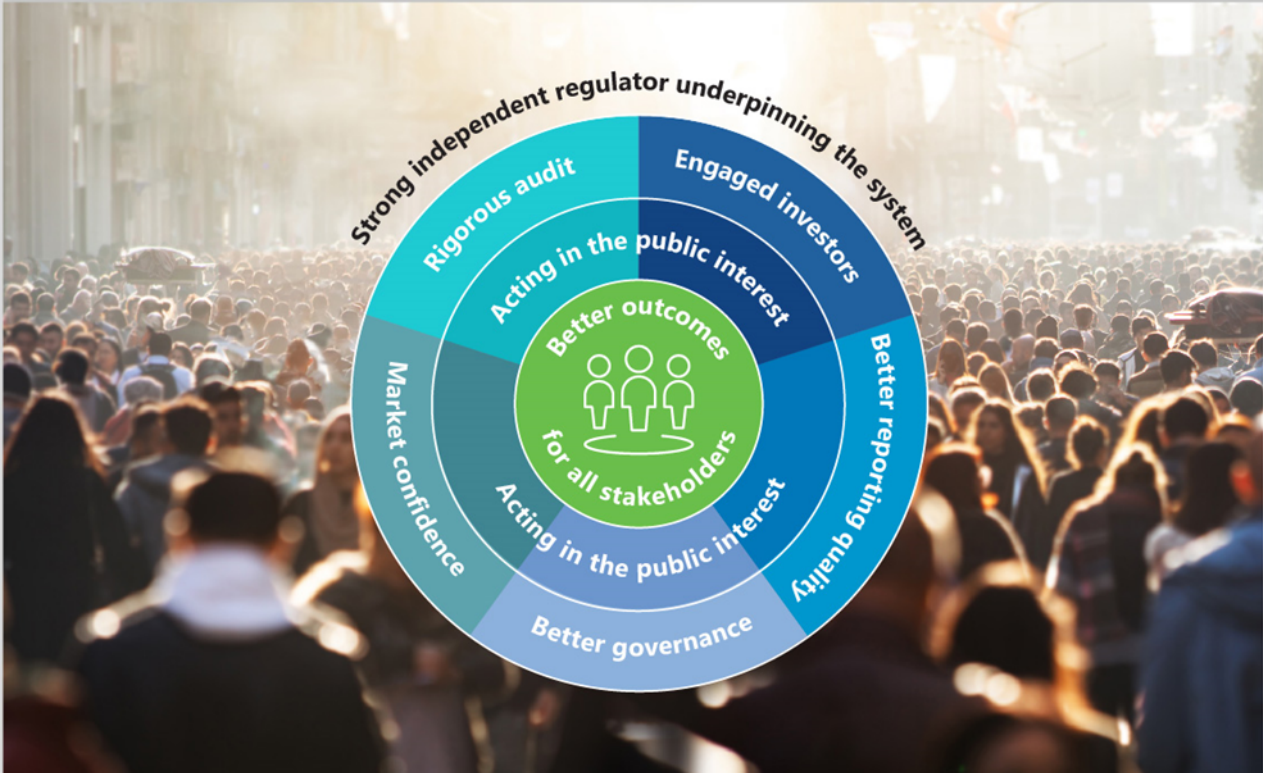 Strong independent regulator underpinning the system
Rigorous audit
Engaged investors
Acting in the public interest
Better outcomes
for all stakeholders
Market confidence
Better reporting quality
Acting in the public interest
Better governance